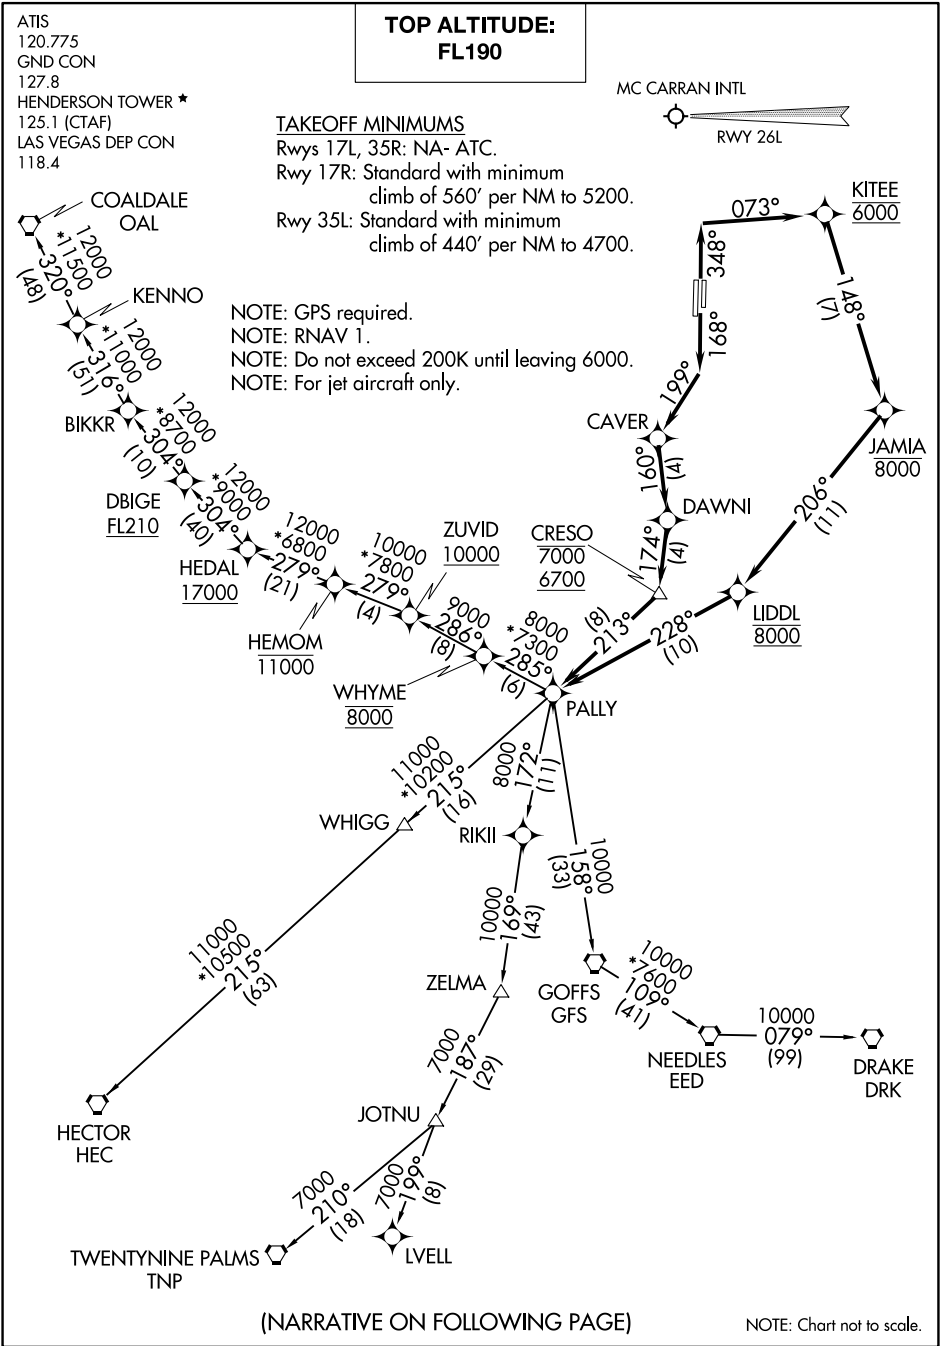 ATIS
120.775
GND CON
127.8
HENDERSON TOWER ★
125.1 (CTAF)
LAS VEGAS DEP CON
118.4
TOP ALTITUDE:
FL190
TAKEOFF MINIMUMS
Rwys 17L, 35R: NA- ATC.
Rwy 17R: Standard with minimum
climb of 560' per NM to 5200.
Rwy 35L: Standard with minimum
climb of 440' per NM to 4700.
MC CARRAN INTL
RWY 26L
NOTE: GPS required.
NOTE: RNAV 1.
NOTE: Do not exceed 200K until leaving 6000.
NOTE: For jet aircraft only.
COALDALE
OAL
12000
*11500
320°
(48)
KENNO
12000
*11000
316°
(51)
BIKKR
12000
*8700
304°
(10)
DBIGE
FL210
12000
*9000
304°
(40)
HEDAL
17000
12000
*6800
279°
(21)
HEMOM
11000
10000
*7800
279°
(4)
ZUVID
10000
9000
286°
(8)
WHYME
8000
8000
*7300
285°
(6)
PALLY
073°
KITEE
6000
348°
168°
148°
(7)
199°
CAVER
160°
(4)
DAWNI
174°
(4)
CRESO
7000
6700
(8)
213°
JAMIA
8000
206°
(11)
LIDDL
8000
228°
(10)
11000
*10200
215°
(16)
WHIGG
11000
*10500
215°
(63)
HECTOR
HEC
8000
172°
(11)
RIKII
10000
169°
(43)
ZELMA
7000
187°
(29)
JOTNU
7000
210°
(18)
TWENTYNINE PALMS
TNP
7000
199°
(8)
LVELL
10000
158°
(33)
GOFFS
GFS
10000
*7600
109°
(41)
NEEDLES
EED
10000
079°
(99)
DRAKE
DRK
(NARRATIVE ON FOLLOWING PAGE)
NOTE: Chart not to scale.